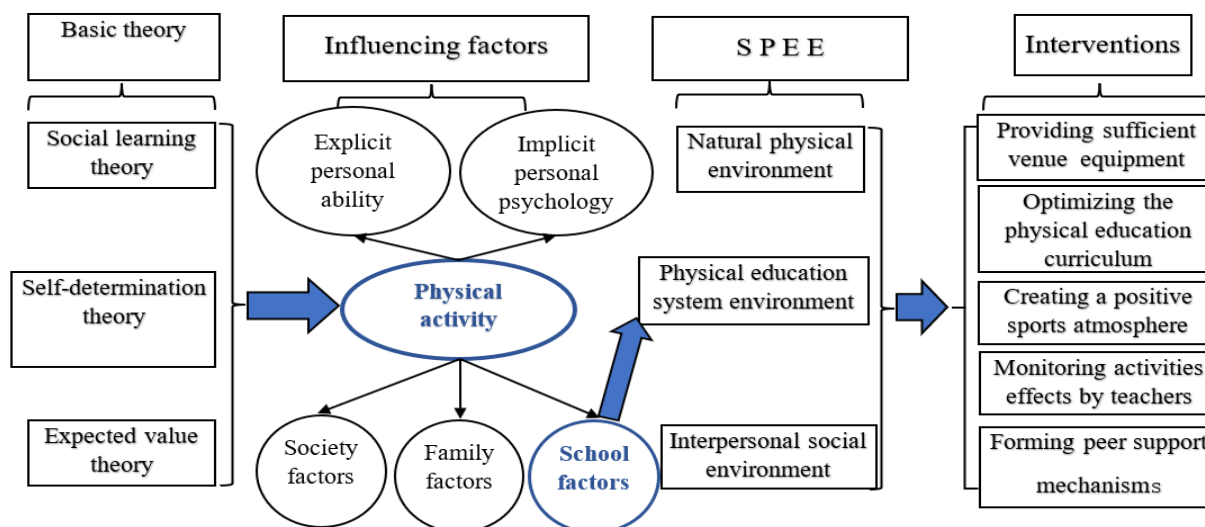 Basic theory
Influencing factors
S P E E
Interventions
Social learning
theory
Self-determination
theory
Expected value
theory
Explicit
personal
ability
Implicit
personal
psychology
Physical
activity
Society
factors
Family
factors
School
factors
Natural physical
environment
Physical education
system environment
Interpersonal social
environment
Providing sufficient
venue equipment
Optimizing the
physical education
curriculum
Creating a positive
sports atmosphere
Monitoring activities
effects by teachers
Forming peer support
mechanisms